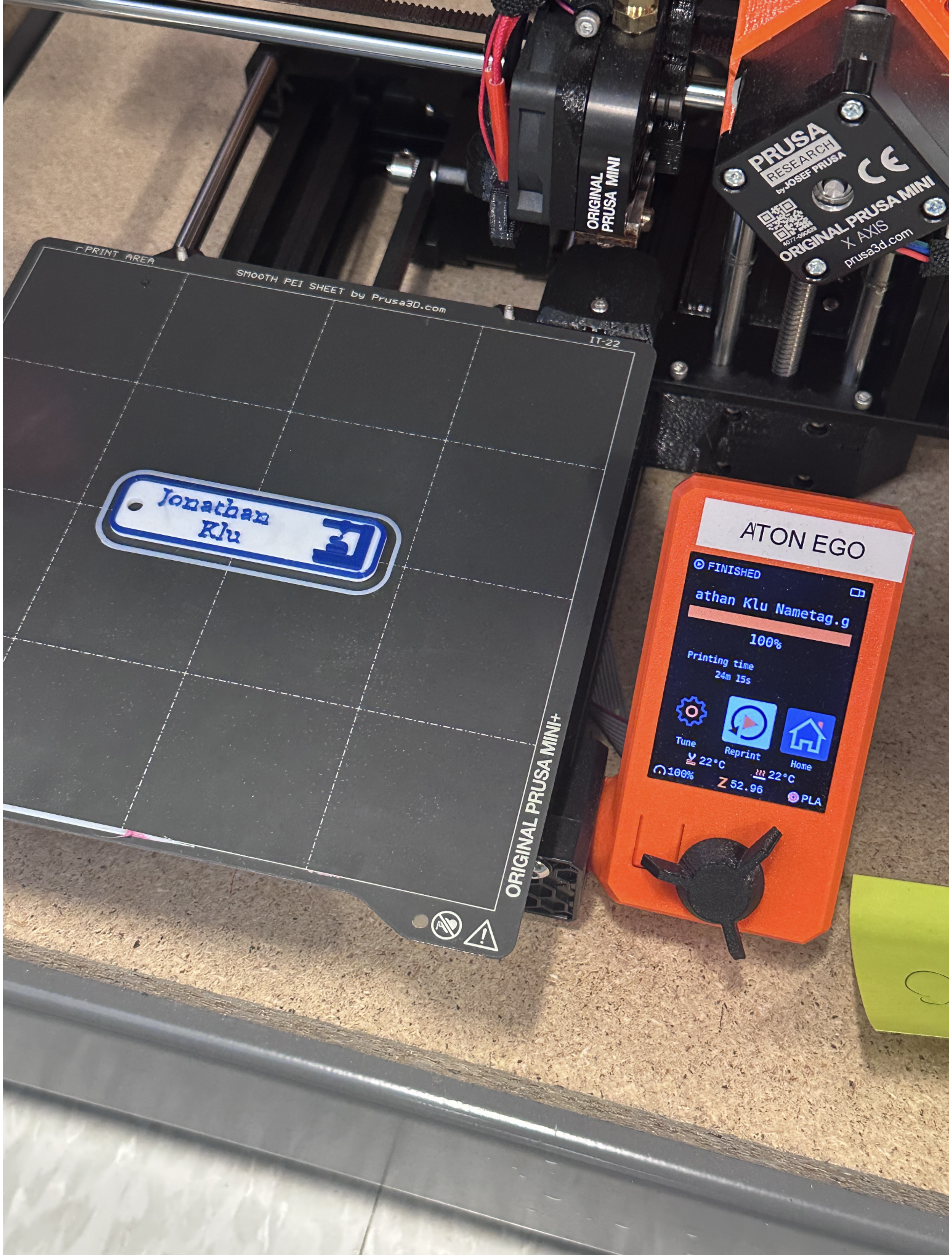 PRINT AREA
SMOOTH PEI SHEET by Prusa3D.com
IT-22
ORIGINAL
PRUSA MINI
PRUSA
RESEARCH
by JOSEF PRUSA
CE
ORIGINAL PRUSA MINI
X AXIS
prusa3d.com
Jonathan
Klu
ORIGINAL PRUSA MINI+
ATON EGO
FINISHED
athan Klu Nametag.g
100%
Printing time
24m 15s
Tune
Reprint
Home
22°C
22°C
100%
Z 52.96
PLA